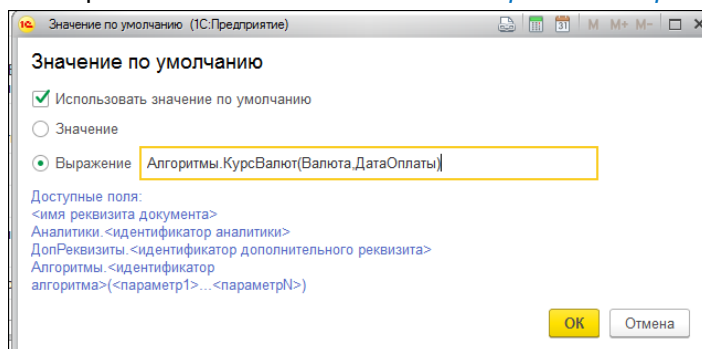 Значение по умолчанию (1С:Предприятие)
M M+ M-
Значение по умолчанию
Использовать значение по умолчанию
Значение
Выражение Алгоритмы.КурсВалют(Валюта,ДатаОплаты)
Доступные поля:
<имя реквизита документа>
Аналитики.<идентификатор аналитики>
ДопРеквизиты.<идентификатор дополнительного реквизита>
Алгоритмы.<идентификатор
алгоритма>(<параметр1>...<параметрN>)
ОК Отмена